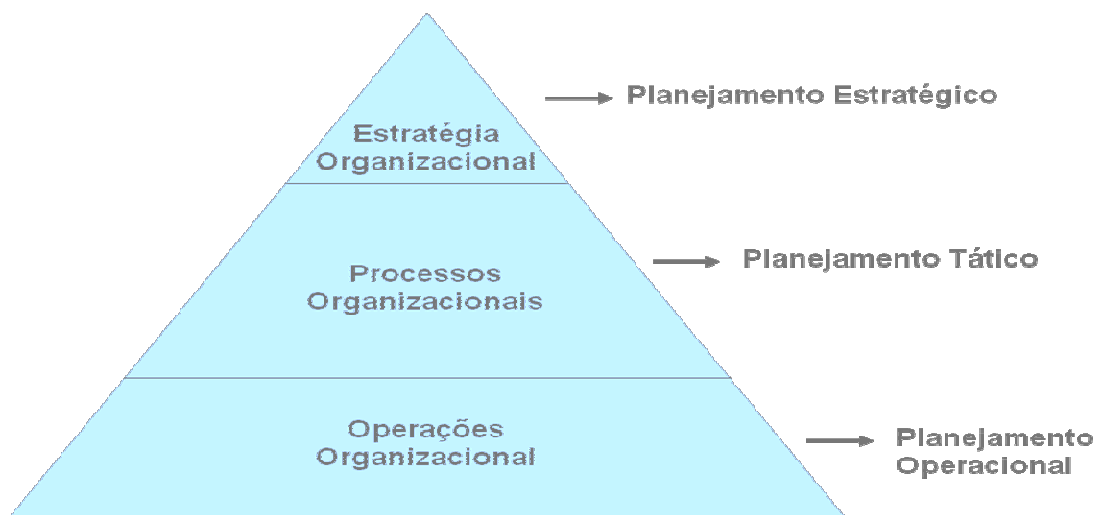 Planejamento Estratégico
Estratégia
Organizacional
Planejamento Tático
Processos
Organizacionais
Operações
Organizacional
Planejamento
Operacional